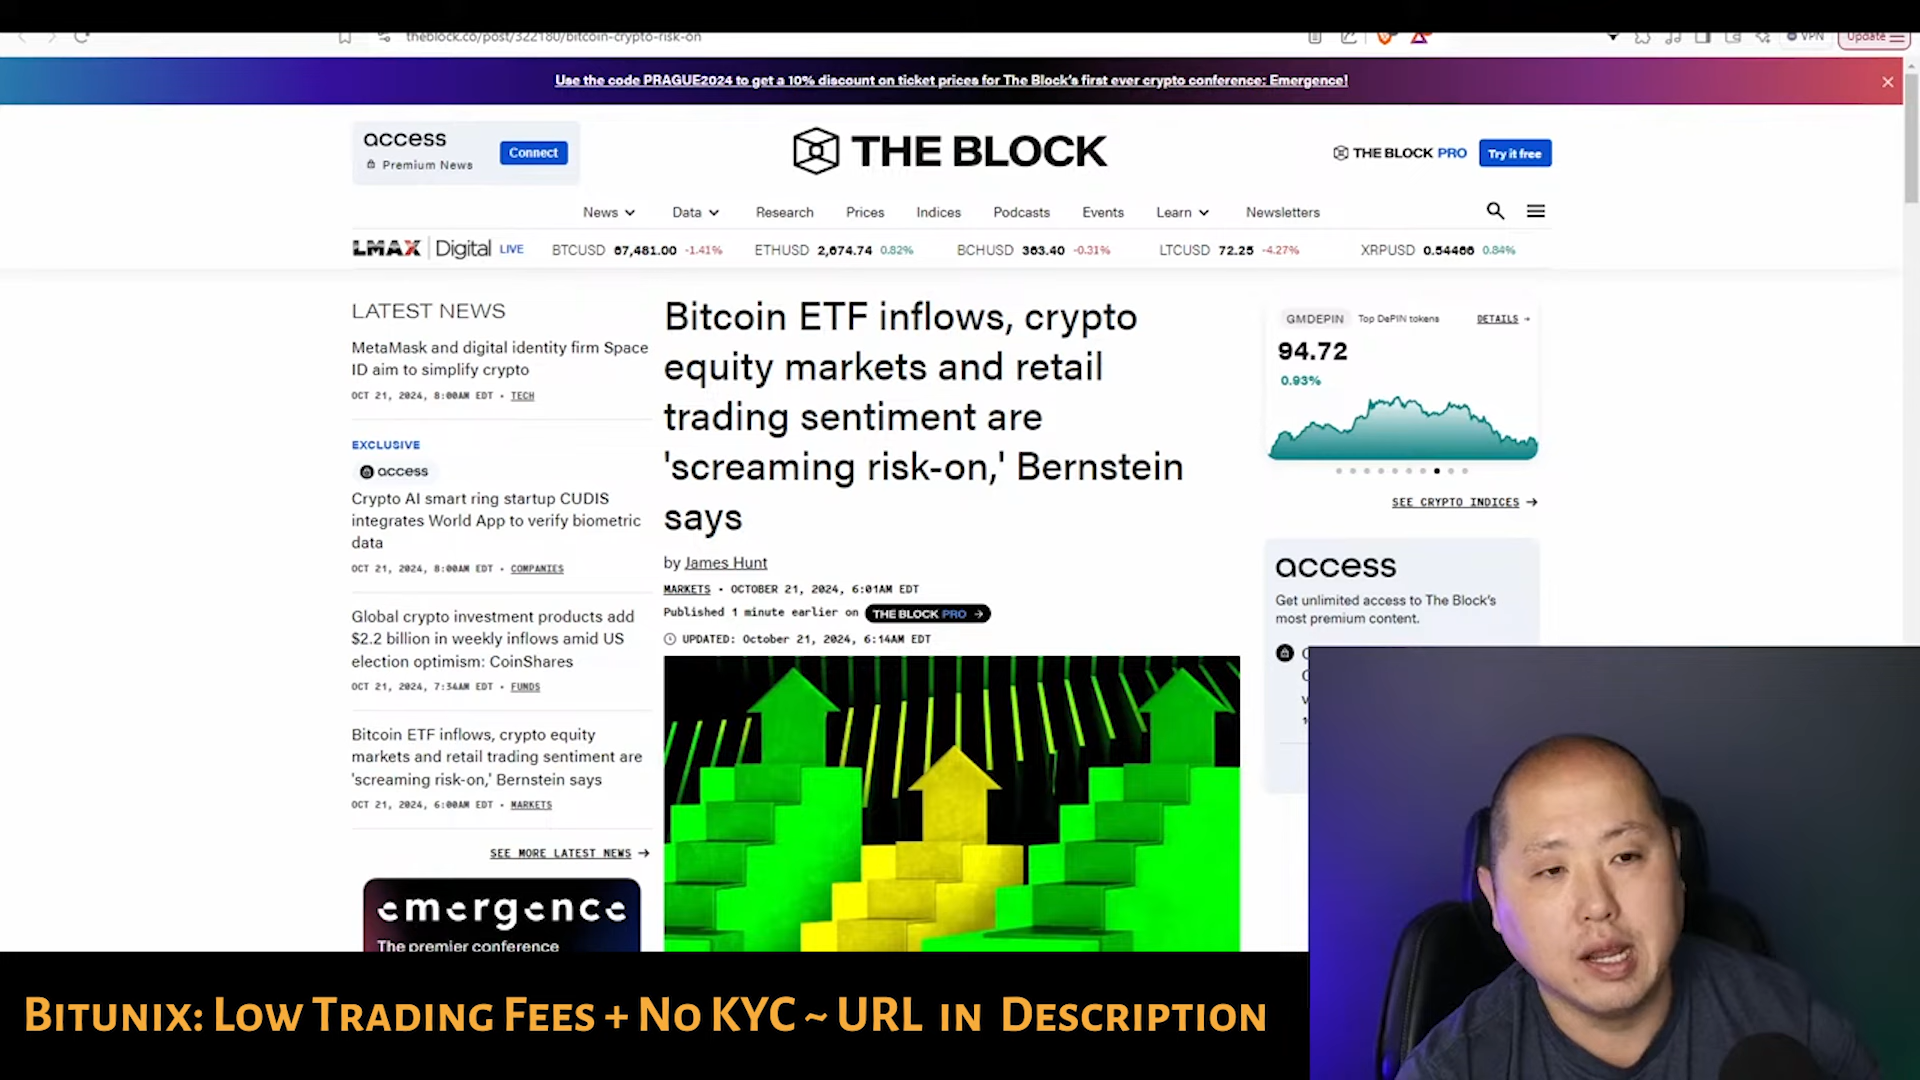 theblock.co/post/322180/bitcoin-crypto-risk-on
VPN
Update
Use the code PRAGUE2024 to get a 10% discount on ticket prices for The Block's first ever crypto conference: Emergence!
access
Premium News
Connect
THE BLOCK
THE BLOCK PRO
Try it free
News
Data
Research
Prices
Indices
Podcasts
Events
Learn
Newsletters
LMAX Digital LIVE
BTCUSD 67,481.00 -1.41%
ETHUSD 2,674.74 0.82%
BCHUSD 363.40 -0.31%
LTCUSD 72.25 -4.27%
XRPUSD 0.54466 0.84%
LATEST NEWS
MetaMask and digital identity firm Space
ID aim to simplify crypto
OCT 21, 2024, 8:00AM EDT • TECH
EXCLUSIVE
access
Crypto AI smart ring startup CUDIS
integrates World App to verify biometric
data
OCT 21, 2024, 8:00AM EDT • COMPANIES
Global crypto investment products add
$2.2 billion in weekly inflows amid US
election optimism: CoinShares
OCT 21, 2024, 7:34AM EDT • FUNDS
Bitcoin ETF inflows, crypto equity
markets and retail trading sentiment are
'screaming risk-on,' Bernstein says
OCT 21, 2024, 6:00AM EDT • MARKETS
SEE MORE LATEST NEWS
emergence
The premier conference
Bitcoin ETF inflows, crypto
equity markets and retail
trading sentiment are
'screaming risk-on,' Bernstein
says
by James Hunt
MARKETS • OCTOBER 21, 2024, 6:01AM EDT
Published 1 minute earlier on THE BLOCK PRO
UPDATED: October 21, 2024, 6:14AM EDT
GMDEPIN Top DePIN tokens DETAILS
94.72
0.93%
SEE CRYPTO INDICES
access
Get unlimited access to The Block's
most premium content.
BITUNIX: LOW TRADING FEES + NO KYC ~ URL IN DESCRIPTION